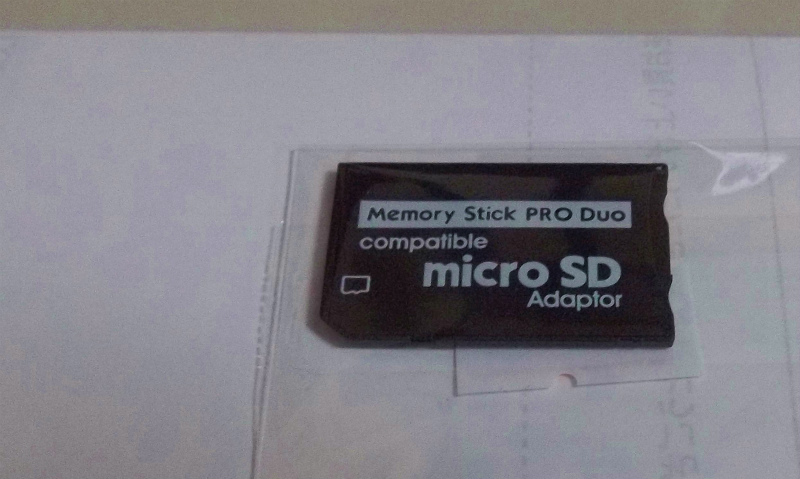 Memory Stick PRO Duo
compatible
micro SD
Adaptor